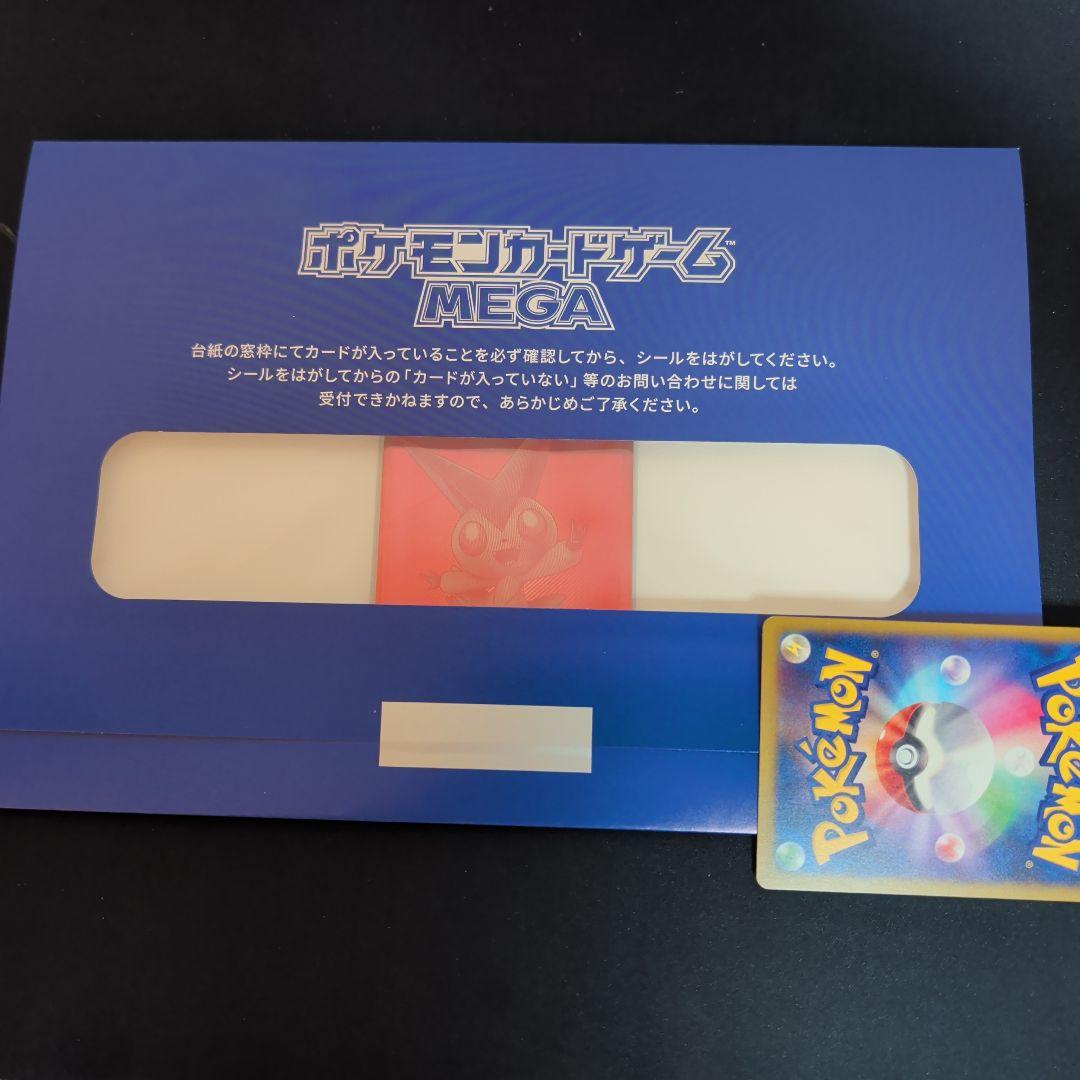 ポケモンカードゲーム™
MEGA
台紙の窓枠にてカードが入っていることを必ず確認してから、シールをはがしてください。
シールをはがしてからの「カードが入っていない」等のお問い合わせに関しては
受付できかねますので、あらかじめご了承ください。
POKéMON®
POKéMON®